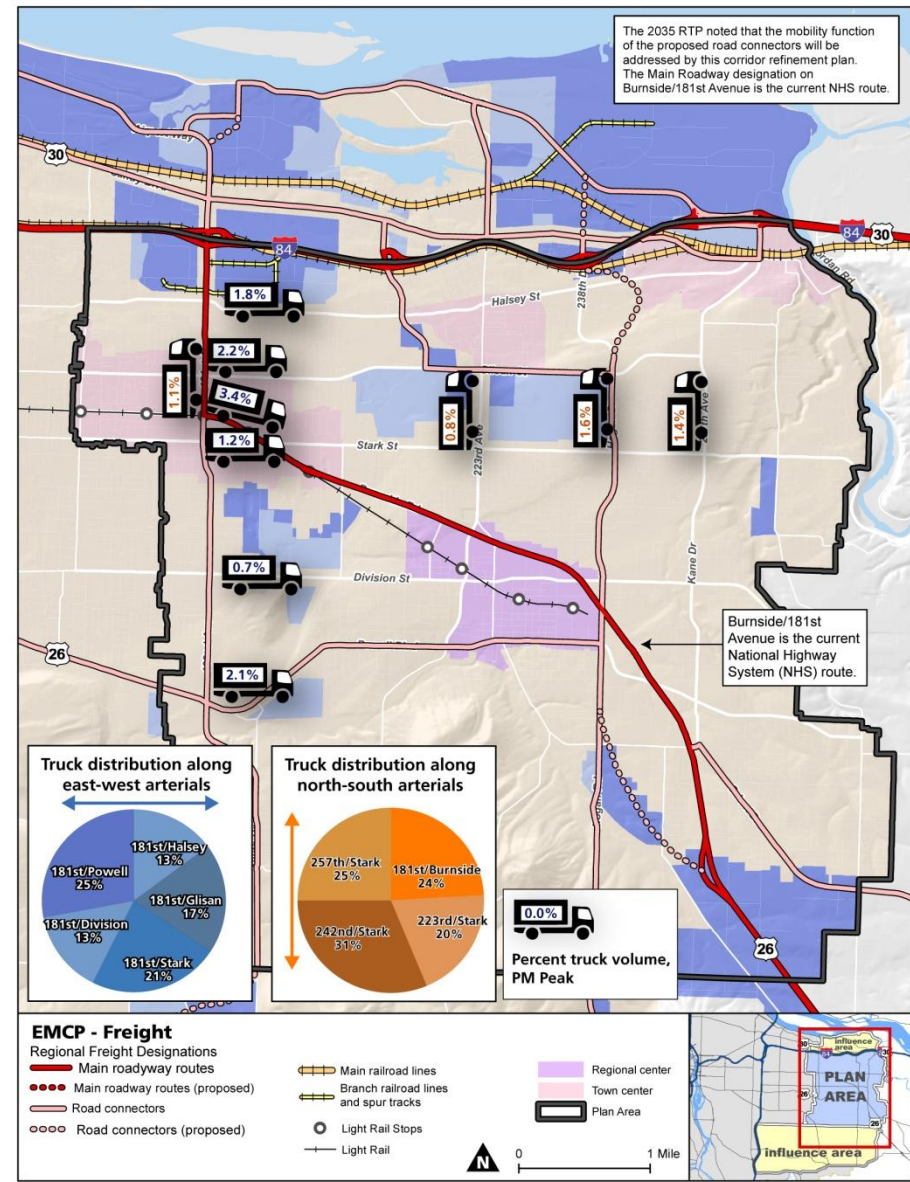 The 2035 RTP noted that the mobility function
of the proposed road connectors will be
addressed by this corridor refinement plan.
The Main Roadway designation on
Burnside/181st Avenue is the current NHS route.
30
84
30
84
Jordan Rd
238th D
Halsey St
1.8%
2.2%
1.1%
3.4%
1.2%
0.8%
1.6%
1.4%
223rd Ave
Stark St
0.7%
Division St
Kane Dr
26
2.1%
Burnside/181st
Avenue is the current
National Highway
System (NHS) route.
Truck distribution along
east-west arterials
181st/Halsey
13%
181st/Powell
25%
181st/Glisan
17%
181st/Division
13%
181st/Stark
21%
Truck distribution along
north-south arterials
257th/Stark
25%
181st/Burnside
24%
242nd/Stark
31%
223rd/Stark
20%
0.0%
Percent truck volume,
PM Peak
26
EMCP - Freight
Regional Freight Designations
Main roadyway routes
Main roadway routes (proposed)
Road connectors
Road connectors (proposed)
Main railroad lines
Branch railroad lines
and spur tracks
Light Rail Stops
Light Rail
Regional center
Town center
Plan Area
N
0
1 Mile
influence
area
30
84
30
PLAN
AREA
26
26
influence area